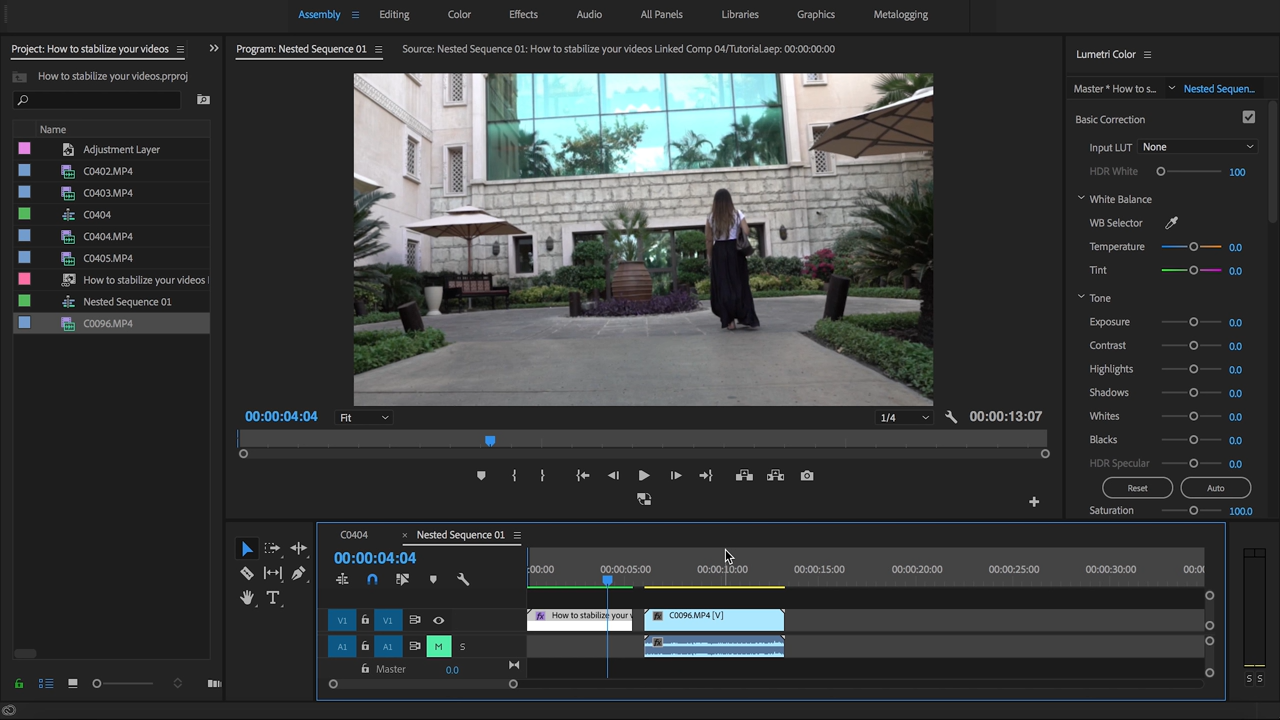 Assembly Editing Color Effects Audio All Panels Libraries Graphics Metalogging
Project: How to stabilize your videos
How to stabilize your videos.prproj
Name
Adjustment Layer
C0402.MP4
C0403.MP4
C0404
C0404.MP4
C0405.MP4
How to stabilize your videos
Nested Sequence 01
C0096.MP4
Program: Nested Sequence 01 Source: Nested Sequence 01: How to stabilize your videos Linked Comp 04/Tutorial.aep: 00:00:00:00
00:00:04:04 Fit 1/4 00:00:13:07
Lumetri Color
Master * How to s... Nested Sequen...
Basic Correction
Input LUT None
HDR White 100
White Balance
WB Selector
Temperature 0.0
Tint 0.0
Tone
Exposure 0.0
Contrast 0.0
Highlights 0.0
Shadows 0.0
Whites 0.0
Blacks 0.0
HDR Specular 0.0
Reset Auto
Saturation 100.0
C0404 × Nested Sequence 01
00:00:04:04
:00:00 00:00:05:00 00:00:10:00 00:00:15:00 00:00:20:00 00:00:25:00 00:00:30:00 00:0
V1 V1 fx How to stabilize your v fx C0096.MP4 [V]
A1 A1 M S fx
Master 0.0
S S
T